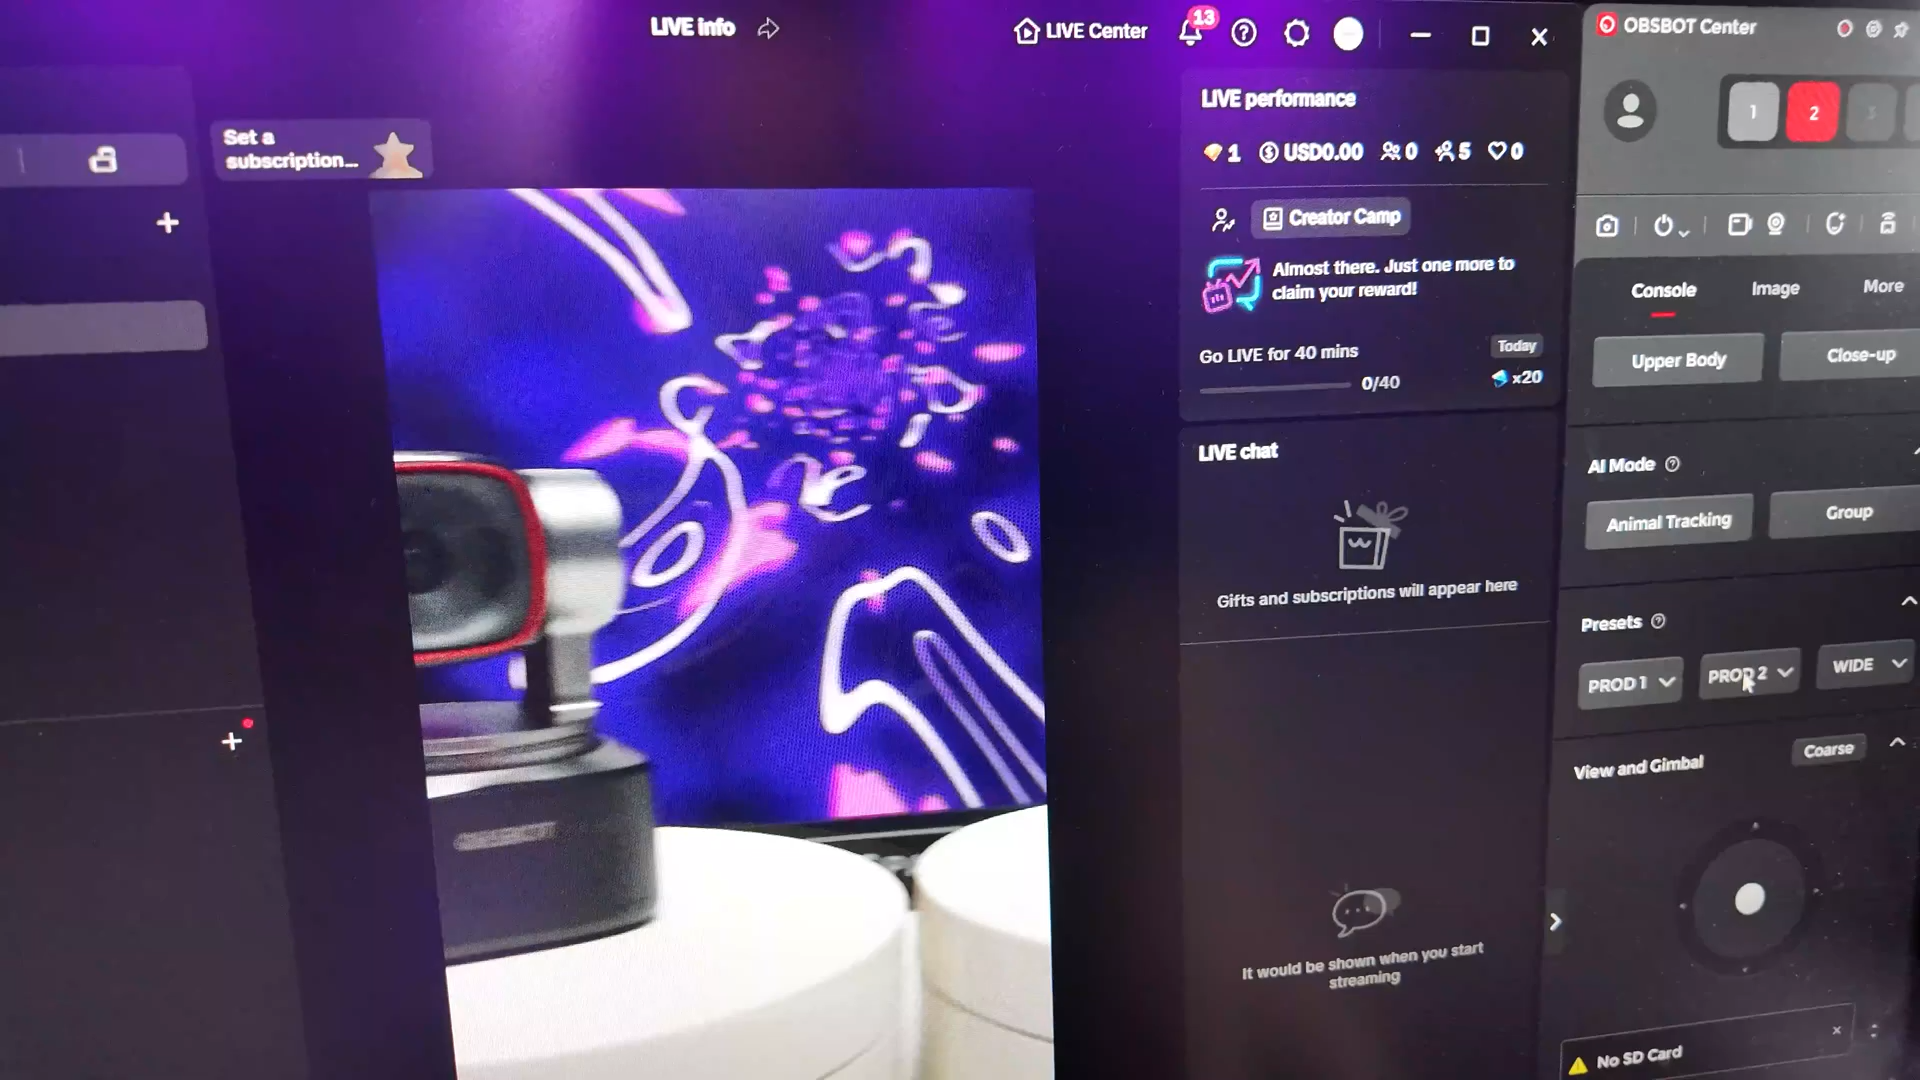 LIVE info
LIVE Center
13
Set a
subscription...
LIVE performance
1
USD0.00
0
5
0
Creator Camp
Almost there. Just one more to
claim your reward!
Go LIVE for 40 mins
Today
0/40
x20
LIVE chat
Gifts and subscriptions will appear here
It would be shown when you start
streaming
OBSBOT Center
1
2
3
Console
Image
More
Upper Body
Close-up
AI Mode
Animal Tracking
Group
Presets
PROD 1
PROD 2
WIDE
View and Gimbal
Coarse
No SD Card